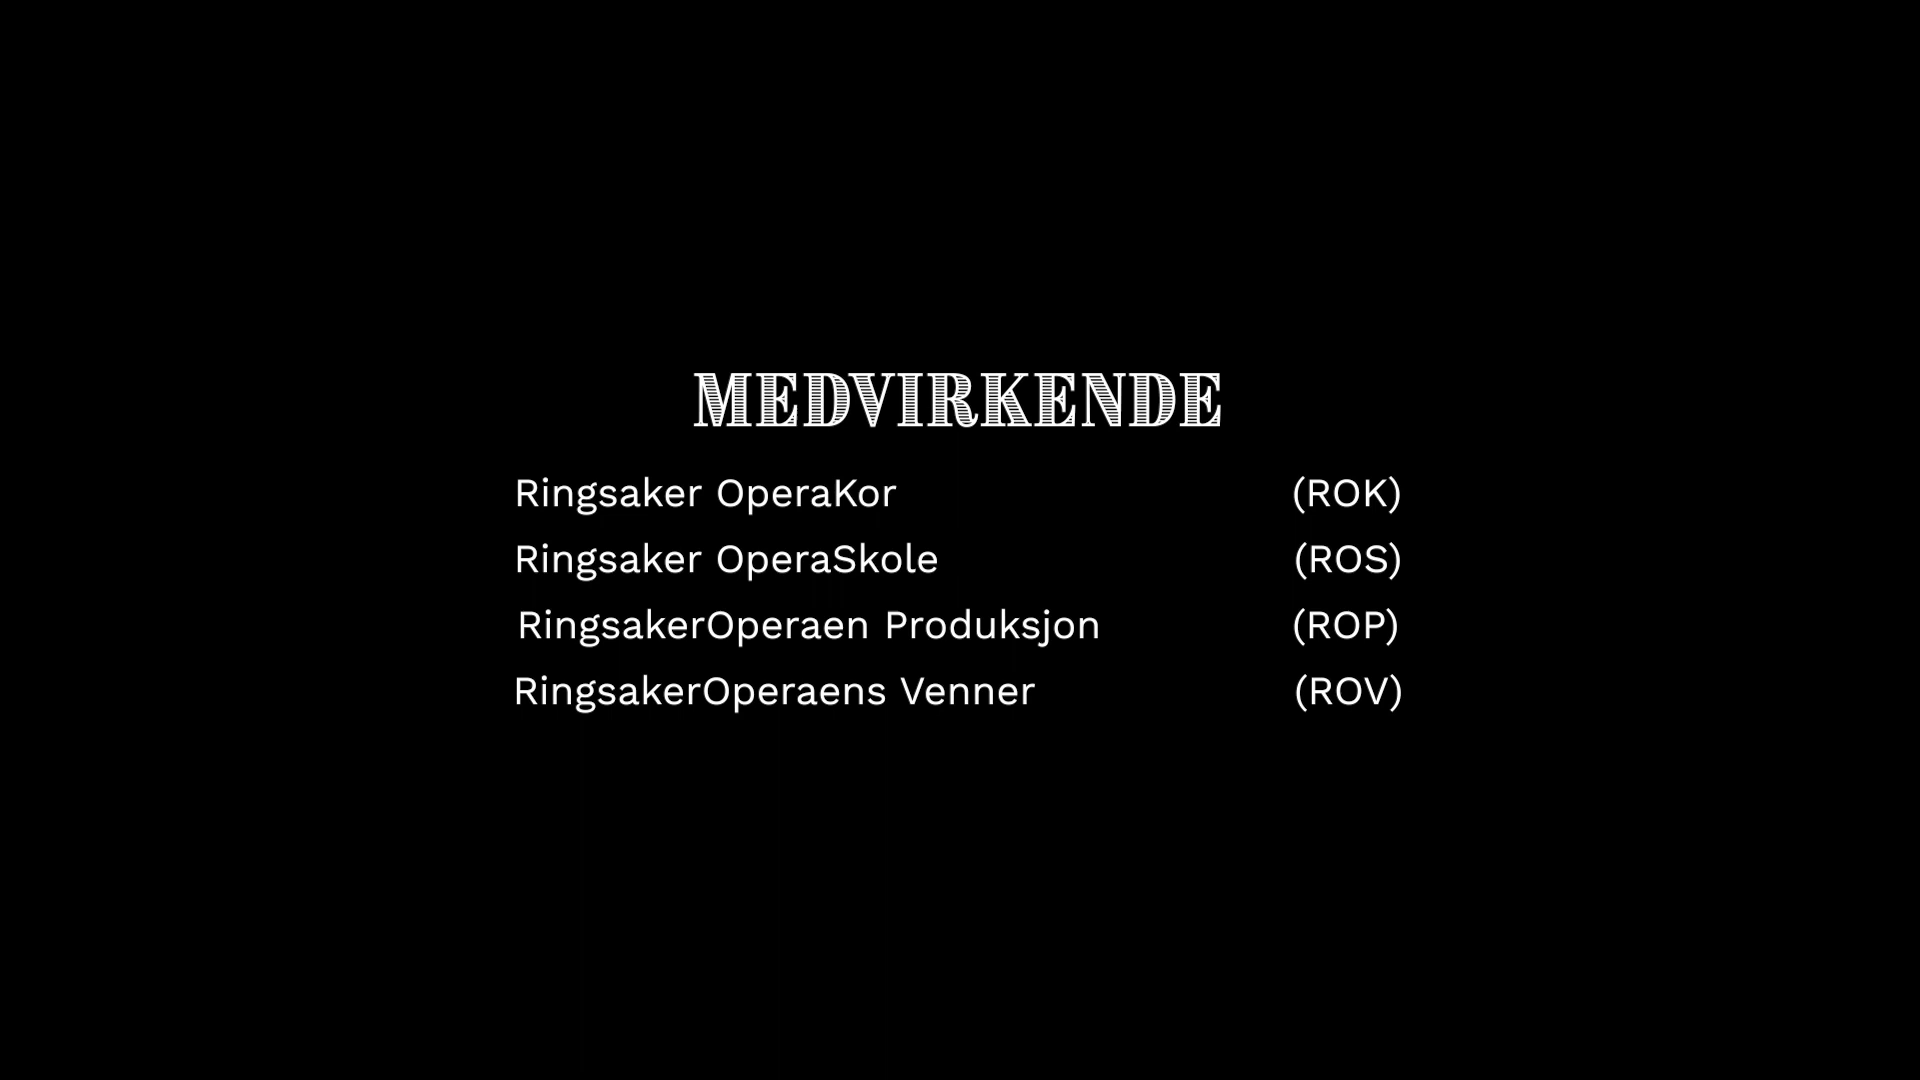 MEDVIRKENDE
Ringsaker OperaKor (ROK)
Ringsaker OperaSkole (ROS)
RingsakerOperaen Produksjon (ROP)
RingsakerOperaens Venner (ROV)